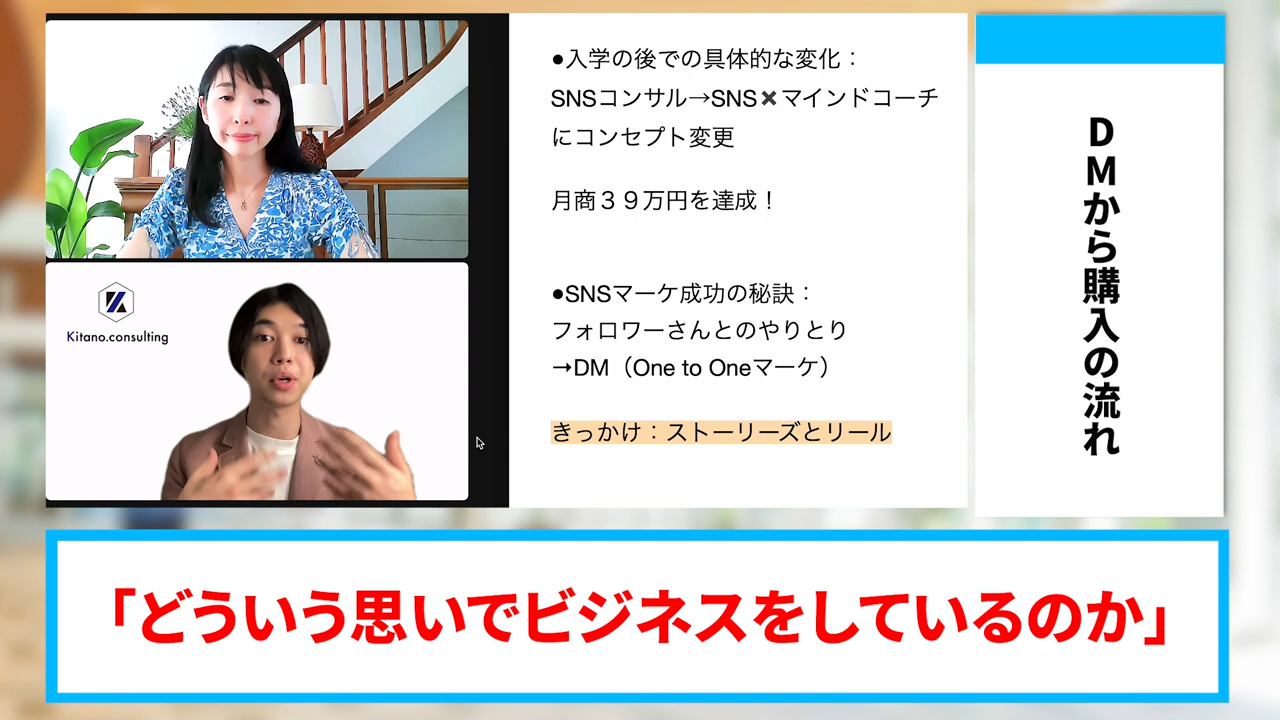 Kitano.consulting
●入学の後での具体的な変化：
SNSコンサル→SNS✖マインドコーチ
にコンセプト変更
月商３９万円を達成！
●SNSマーケ成功の秘訣：
フォロワーさんとのやりとり
→DM（One to Oneマーケ）
きっかけ：ストーリーズとリール
DMから購入の流れ
「どういう思いでビジネスをしているのか」